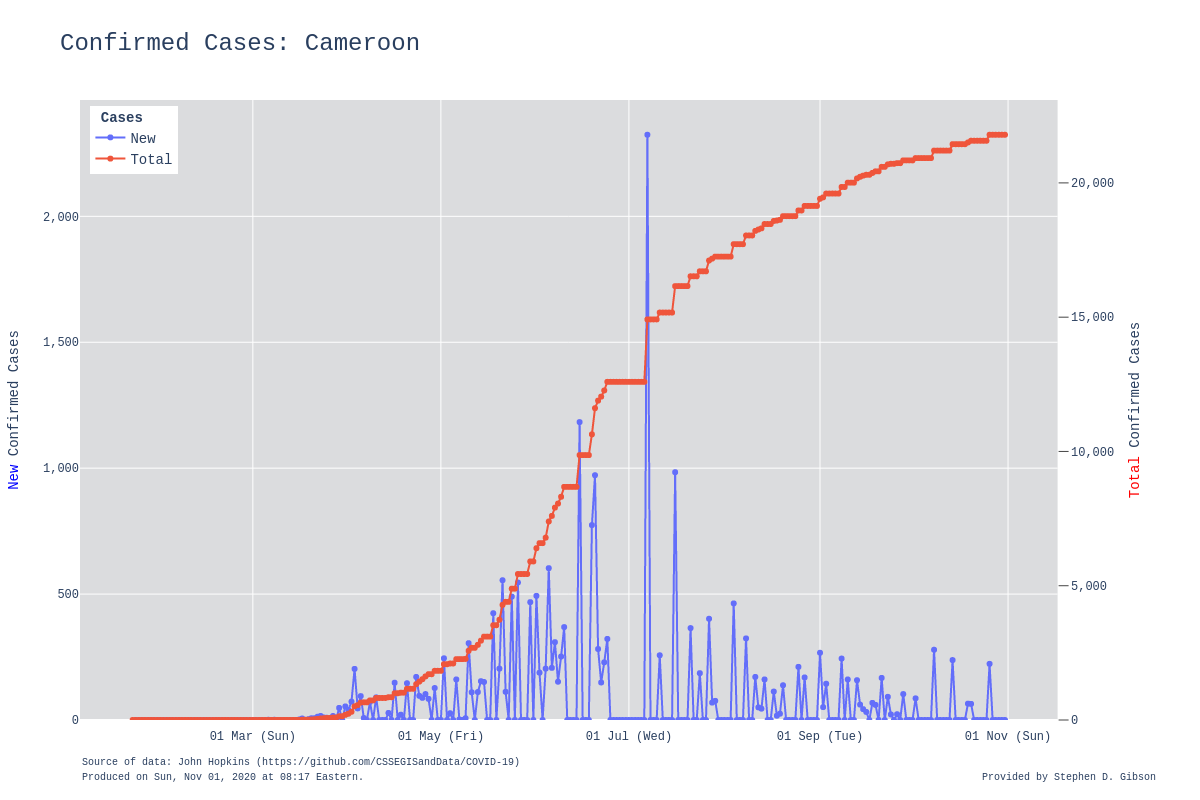 Confirmed Cases: Cameroon
Cases
New
Total
2,000
1,500
1,000
500
0
New Confirmed Cases
20,000
15,000
10,000
5,000
0
Total Confirmed Cases
01 Mar (Sun)
01 May (Fri)
01 Jul (Wed)
01 Sep (Tue)
01 Nov (Sun)
Source of data: John Hopkins (https://github.com/CSSEGISandData/COVID-19)
Produced on Sun, Nov 01, 2020 at 08:17 Eastern.
Provided by Stephen D. Gibson